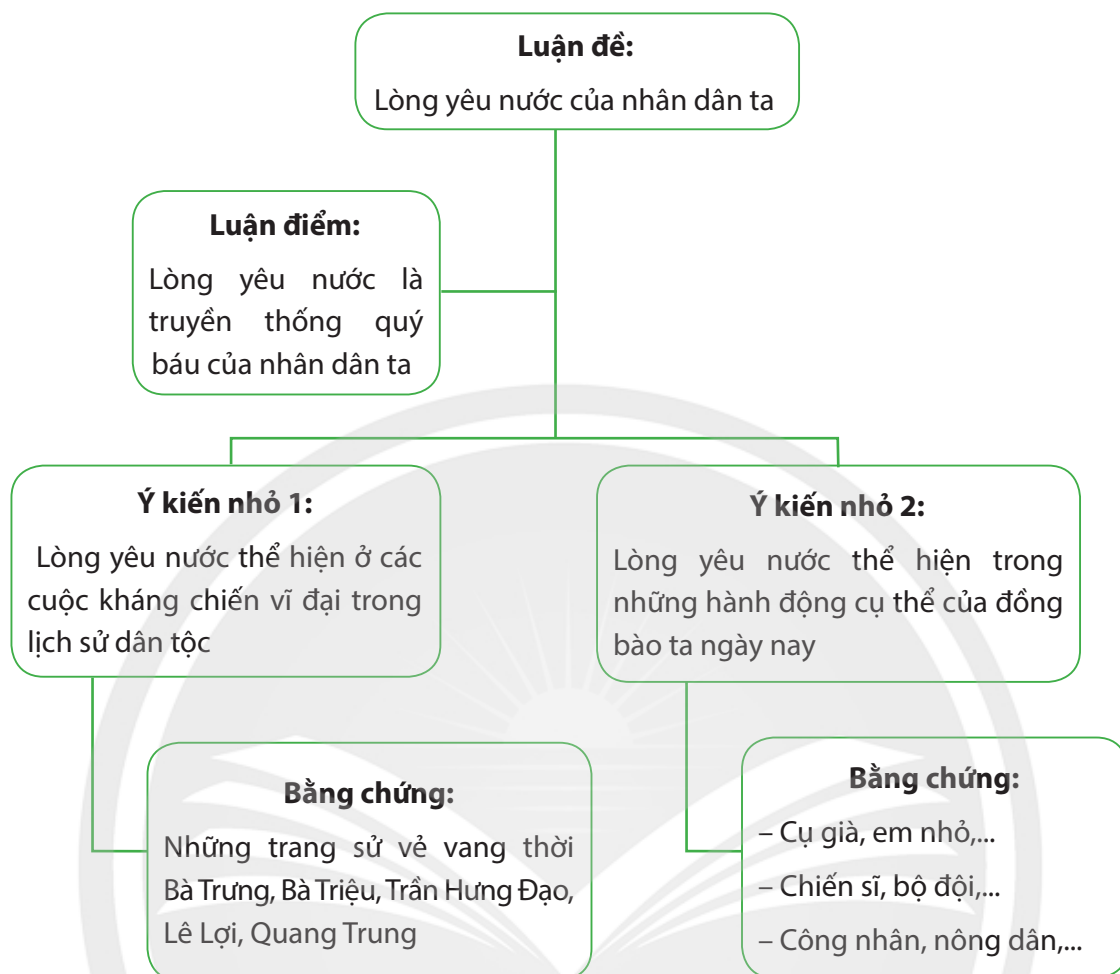 Luận đề:
Lòng yêu nước của nhân dân ta
Luận điểm:
Lòng yêu nước là
truyền thống quý
báu của nhân dân ta
Ý kiến nhỏ 1:
Lòng yêu nước thể hiện ở các
cuộc kháng chiến vĩ đại trong
lịch sử dân tộc
Ý kiến nhỏ 2:
Lòng yêu nước thể hiện trong
những hành động cụ thể của đồng
bào ta ngày nay
Bằng chứng:
Những trang sử vẻ vang thời
Bà Trưng, Bà Triệu, Trần Hưng Đạo,
Lê Lợi, Quang Trung
Bằng chứng:
– Cụ già, em nhỏ,...
– Chiến sĩ, bộ đội,...
– Công nhân, nông dân,...